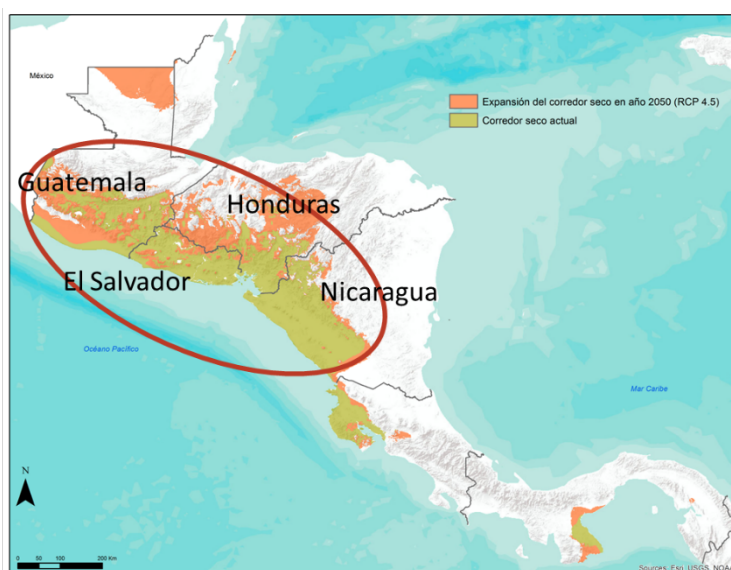 México
Expansión del corredor seco en año 2050 (RCP 4.5)
Corredor seco actual
Guatemala
Honduras
El Salvador
Nicaragua
Océano Pacífico
Mar Caribe
N
0 50 100 200 Km
Sources: Esri, USGS, NOAA